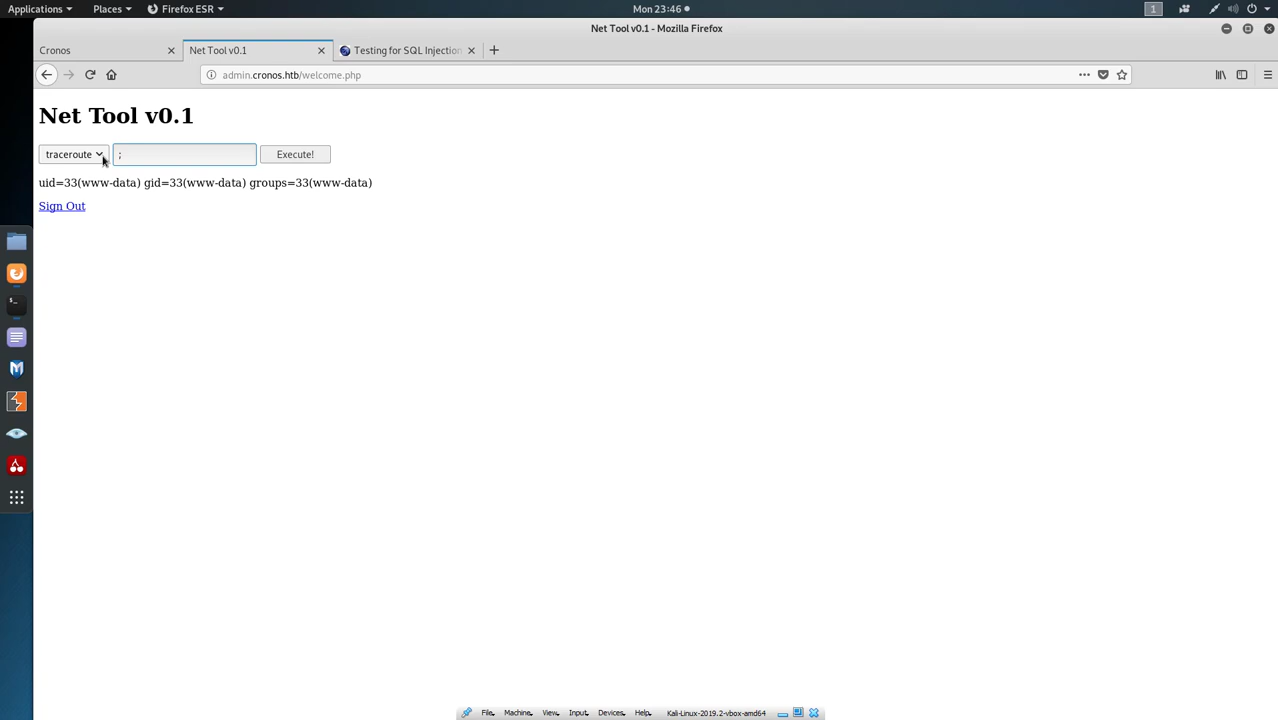 Applications Places Firefox ESR Mon 23:46 1
Net Tool v0.1 - Mozilla Firefox
Cronos Net Tool v0.1 Testing for SQL Injection
admin.cronos.htb/welcome.php
Net Tool v0.1
traceroute ; Execute!
uid=33(www-data) gid=33(www-data) groups=33(www-data)
Sign Out
File Machine View Input Devices Help Kali-Linux-2019.2-vbox-amd64